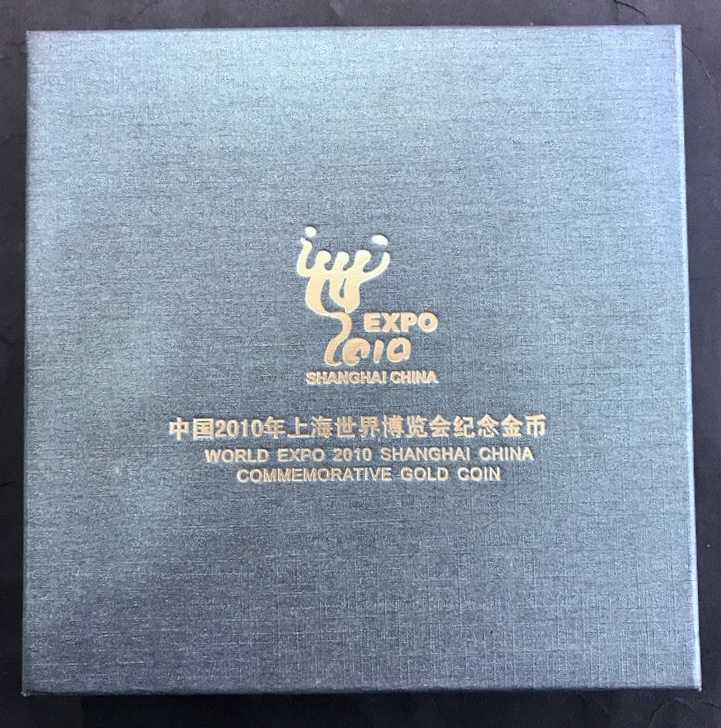 EXPO
2010
SHANGHAI CHINA
中国2010年上海世界博览会纪念金币
WORLD EXPO 2010 SHANGHAI CHINA
COMMEMORATIVE GOLD COIN